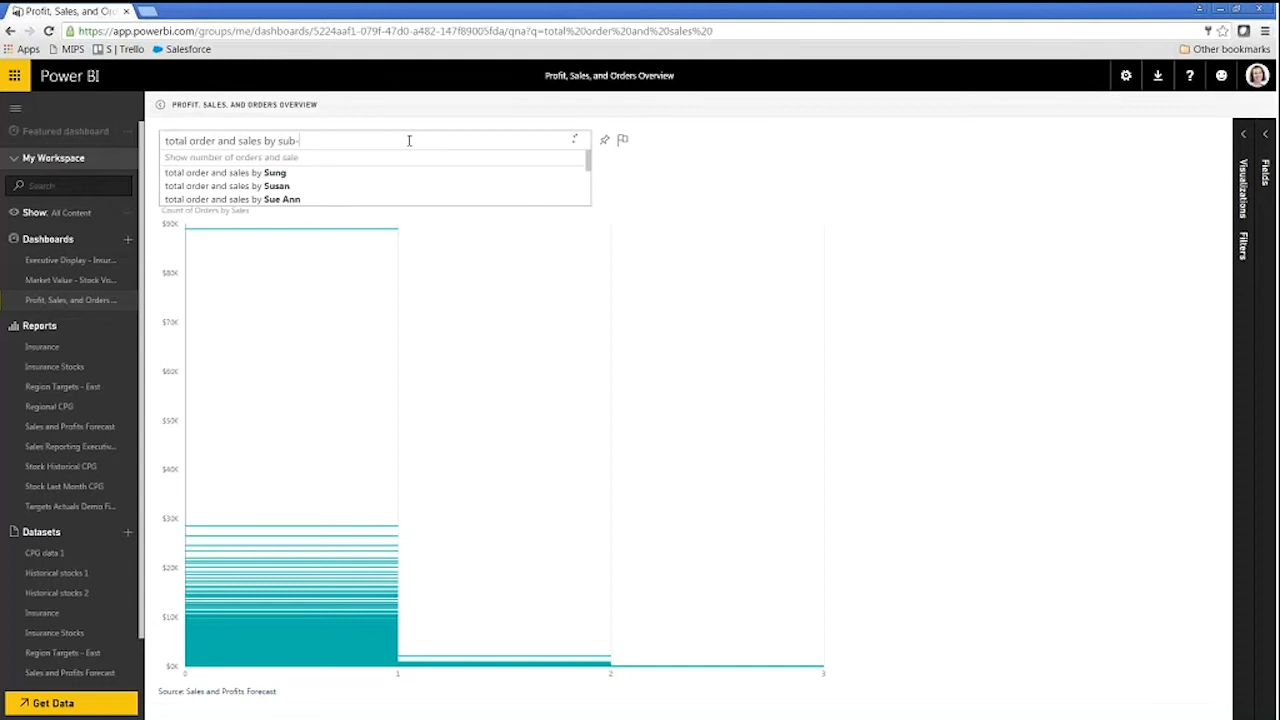 Profit, Sales, and Ord
https://app.powerbi.com/groups/me/dashboards/5224aaf1-079f-47d0-a482-147f89005fda/qna?q=total%20order%20and%20sales%20
Apps MIPS S | Trello Salesforce Other bookmarks
Power BI Profit, Sales, and Orders Overview
PROFIT, SALES, AND ORDERS OVERVIEW
Featured dashboard
My Workspace
Search
Show: All Content
Dashboards
Executive Display - Insur...
Market Value - Stock Vo...
Profit, Sales, and Orders ...
Reports
Insurance
Insurance Stocks
Region Targets - East
Regional CPG
Sales and Profits Forecast
Sales Reporting Executiv...
Stock Historical CPG
Stock Last Month CPG
Targets Actuals Demo Fi...
Datasets
CPG data 1
Historical stocks 1
Historical stocks 2
Insurance
Insurance Stocks
Region Targets - East
Sales and Profits Forecast
Get Data
total order and sales by sub-
Show number of orders and sale
total order and sales by Sung
total order and sales by Susan
total order and sales by Sue Ann
Count of Orders by Sales
$90K
$80K
$70K
$60K
$50K
$40K
$30K
$20K
$10K
$0K
0 1 2 3
Source: Sales and Profits Forecast
Visualizations
Filters
Fields